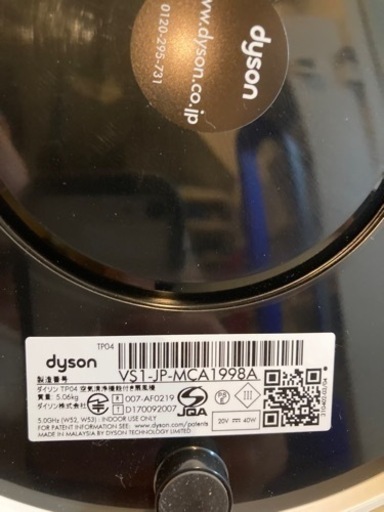 dyson
www.dyson.co.jp
0120-295-731
TP04
dyson
VS1-JP-MCA1998A
製造番号
ダイソン TP04 空気清浄機能付き扇風機
質量: 5.06kg
ダイソン株式会社
R 007-AF0219
T D170092007
JQA
20V ⎓ 40W
5.0GHz (W52, W53) : INDOOR USE ONLY
FOR PATENT INFORMATION SEE: www.dyson.com/patents
MADE IN MALAYSIA BY DYSON TECHNOLOGY LIMITED